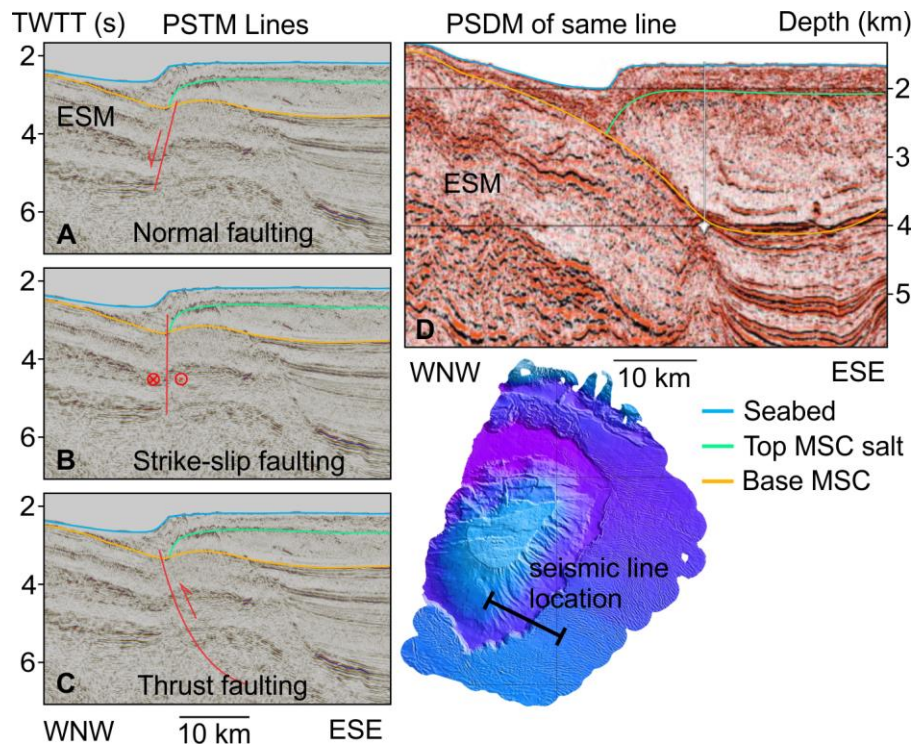 TWTT (s) PSTM Lines PSDM of same line Depth (km)
2
ESM
4
6
A
Normal faulting
2
4
6
B
Strike-slip faulting
2
4
6
C
Thrust faulting
WNW 10 km ESE
2
3
ESM
4
5
D
WNW 10 km ESE
Seabed
Top MSC salt
Base MSC
seismic line
location